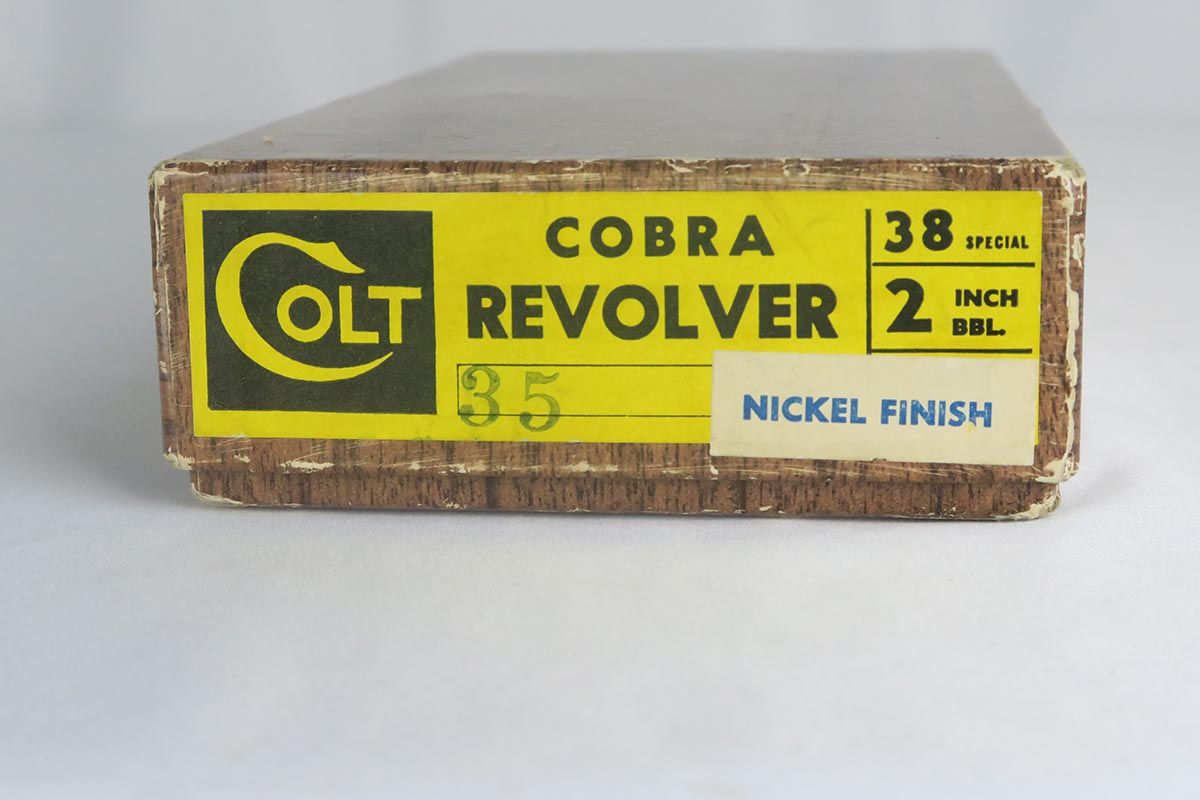 COLT
COBRA
REVOLVER
38 SPECIAL
2 INCH
BBL.
35
NICKEL FINISH